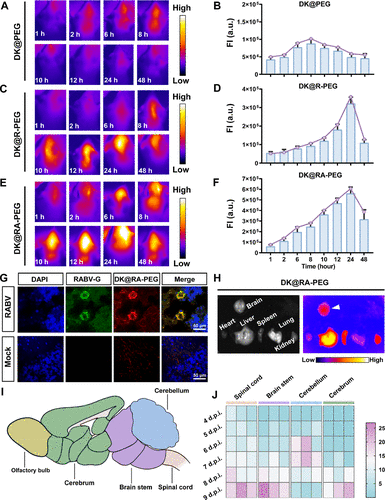 A
DK@PEG
1 h
2 h
6 h
8 h
10 h
12 h
24 h
48 h
High
Low
B
DK@PEG
FI (a.u.)
0
C
DK@R-PEG
1 h
2 h
6 h
8 h
10 h
12 h
24 h
48 h
High
Low
D
DK@R-PEG
FI (a.u.)
0
E
DK@RA-PEG
1 h
2 h
6 h
8 h
10 h
12 h
24 h
48 h
High
Low
F
DK@RA-PEG
FI (a.u.)
0
1 2 6 8 10 12 24 48
Time (hour)
G
DAPI RABV-G DK@RA-PEG Merge
RABV
50 μm
Mock
50 μm
H
DK@RA-PEG
Brain
Heart
Liver
Spleen
Lung
Kidney
Low High
I
Cerebellum
Olfactory bulb
Cerebrum
Brain stem
Spinal cord
J
Spinal cord Brain stem Cerebellum Cerebrum
4 d.p.i.
5 d.p.i.
6 d.p.i.
7 d.p.i.
8 d.p.i.
9 d.p.i.
25
20
15
10
5